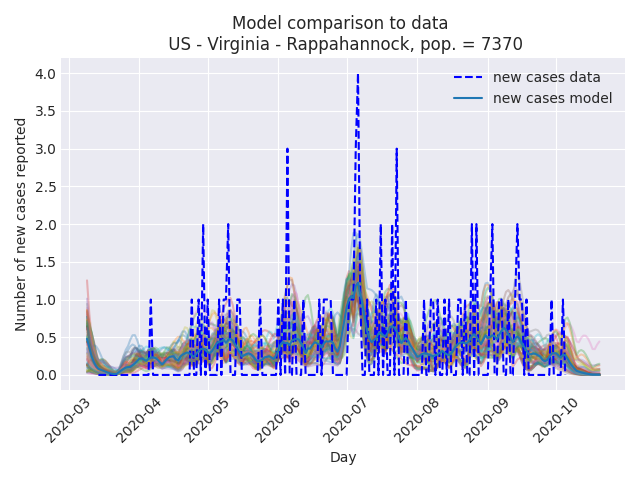 Model comparison to data
US - Virginia - Rappahannock, pop. = 7370
new cases data
new cases model
Number of new cases reported
4.0
3.5
3.0
2.5
2.0
1.5
1.0
0.5
0.0
2020-03
2020-04
2020-05
2020-06
2020-07
2020-08
2020-09
2020-10
Day